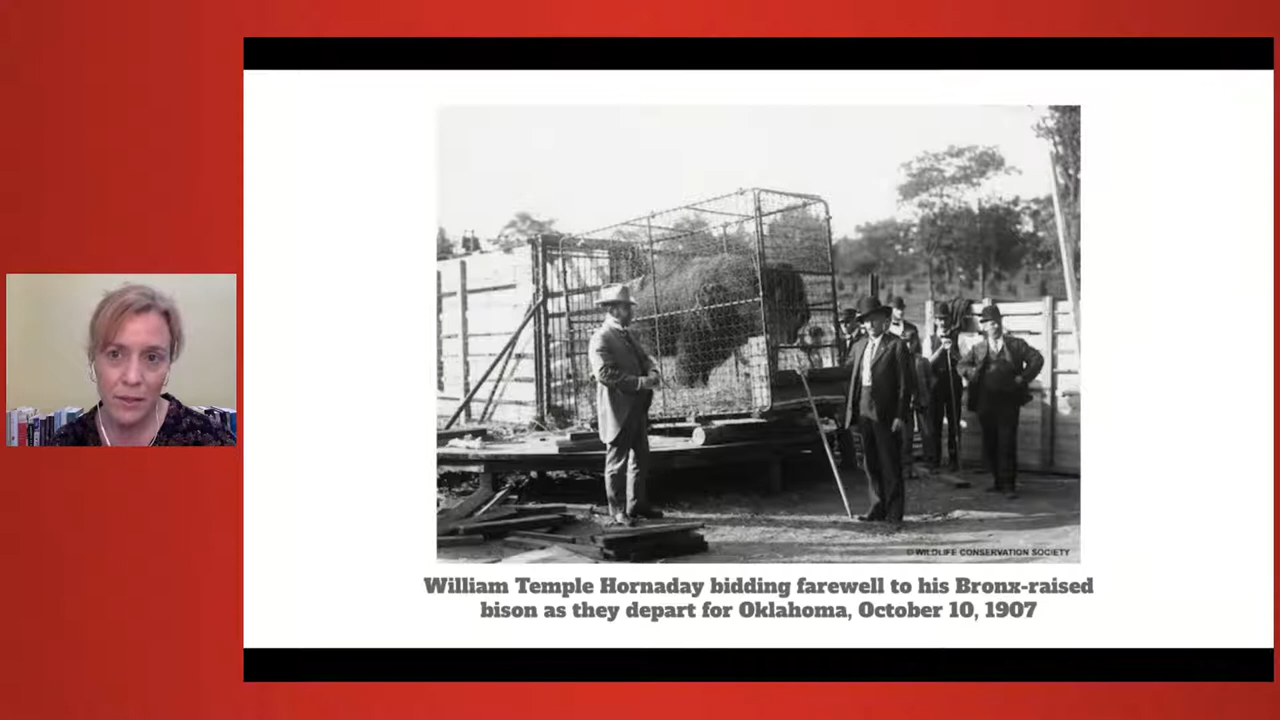 © WILDLIFE CONSERVATION SOCIETY
William Temple Hornaday bidding farewell to his Bronx-raised
bison as they depart for Oklahoma, October 10, 1907